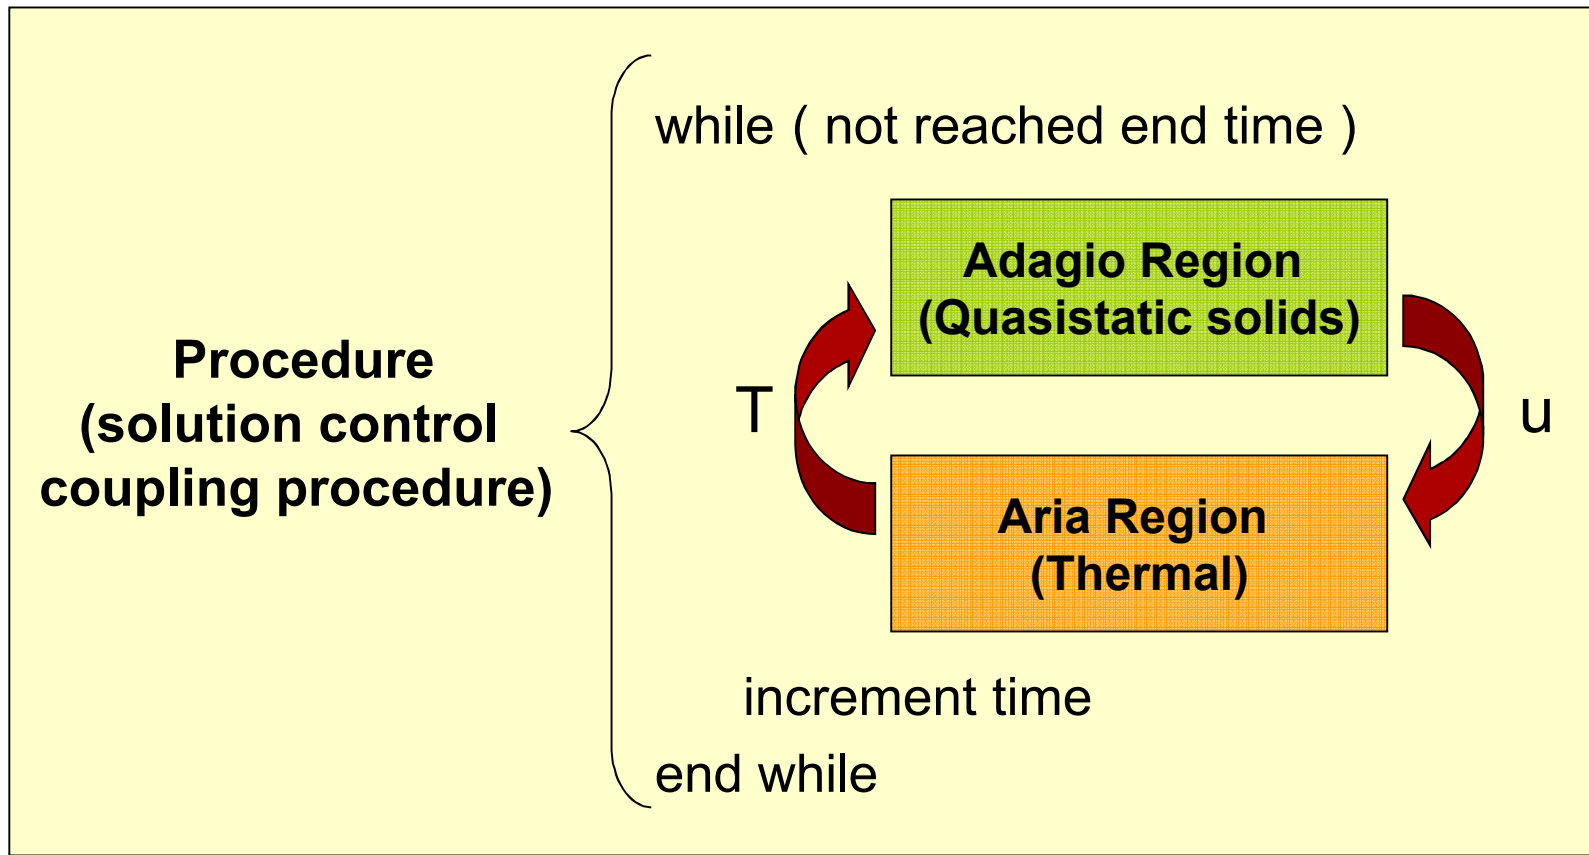 Procedure
(solution control
coupling procedure)
while ( not reached end time )
Adagio Region
(Quasistatic solids)
T
u
Aria Region
(Thermal)
increment time
end while